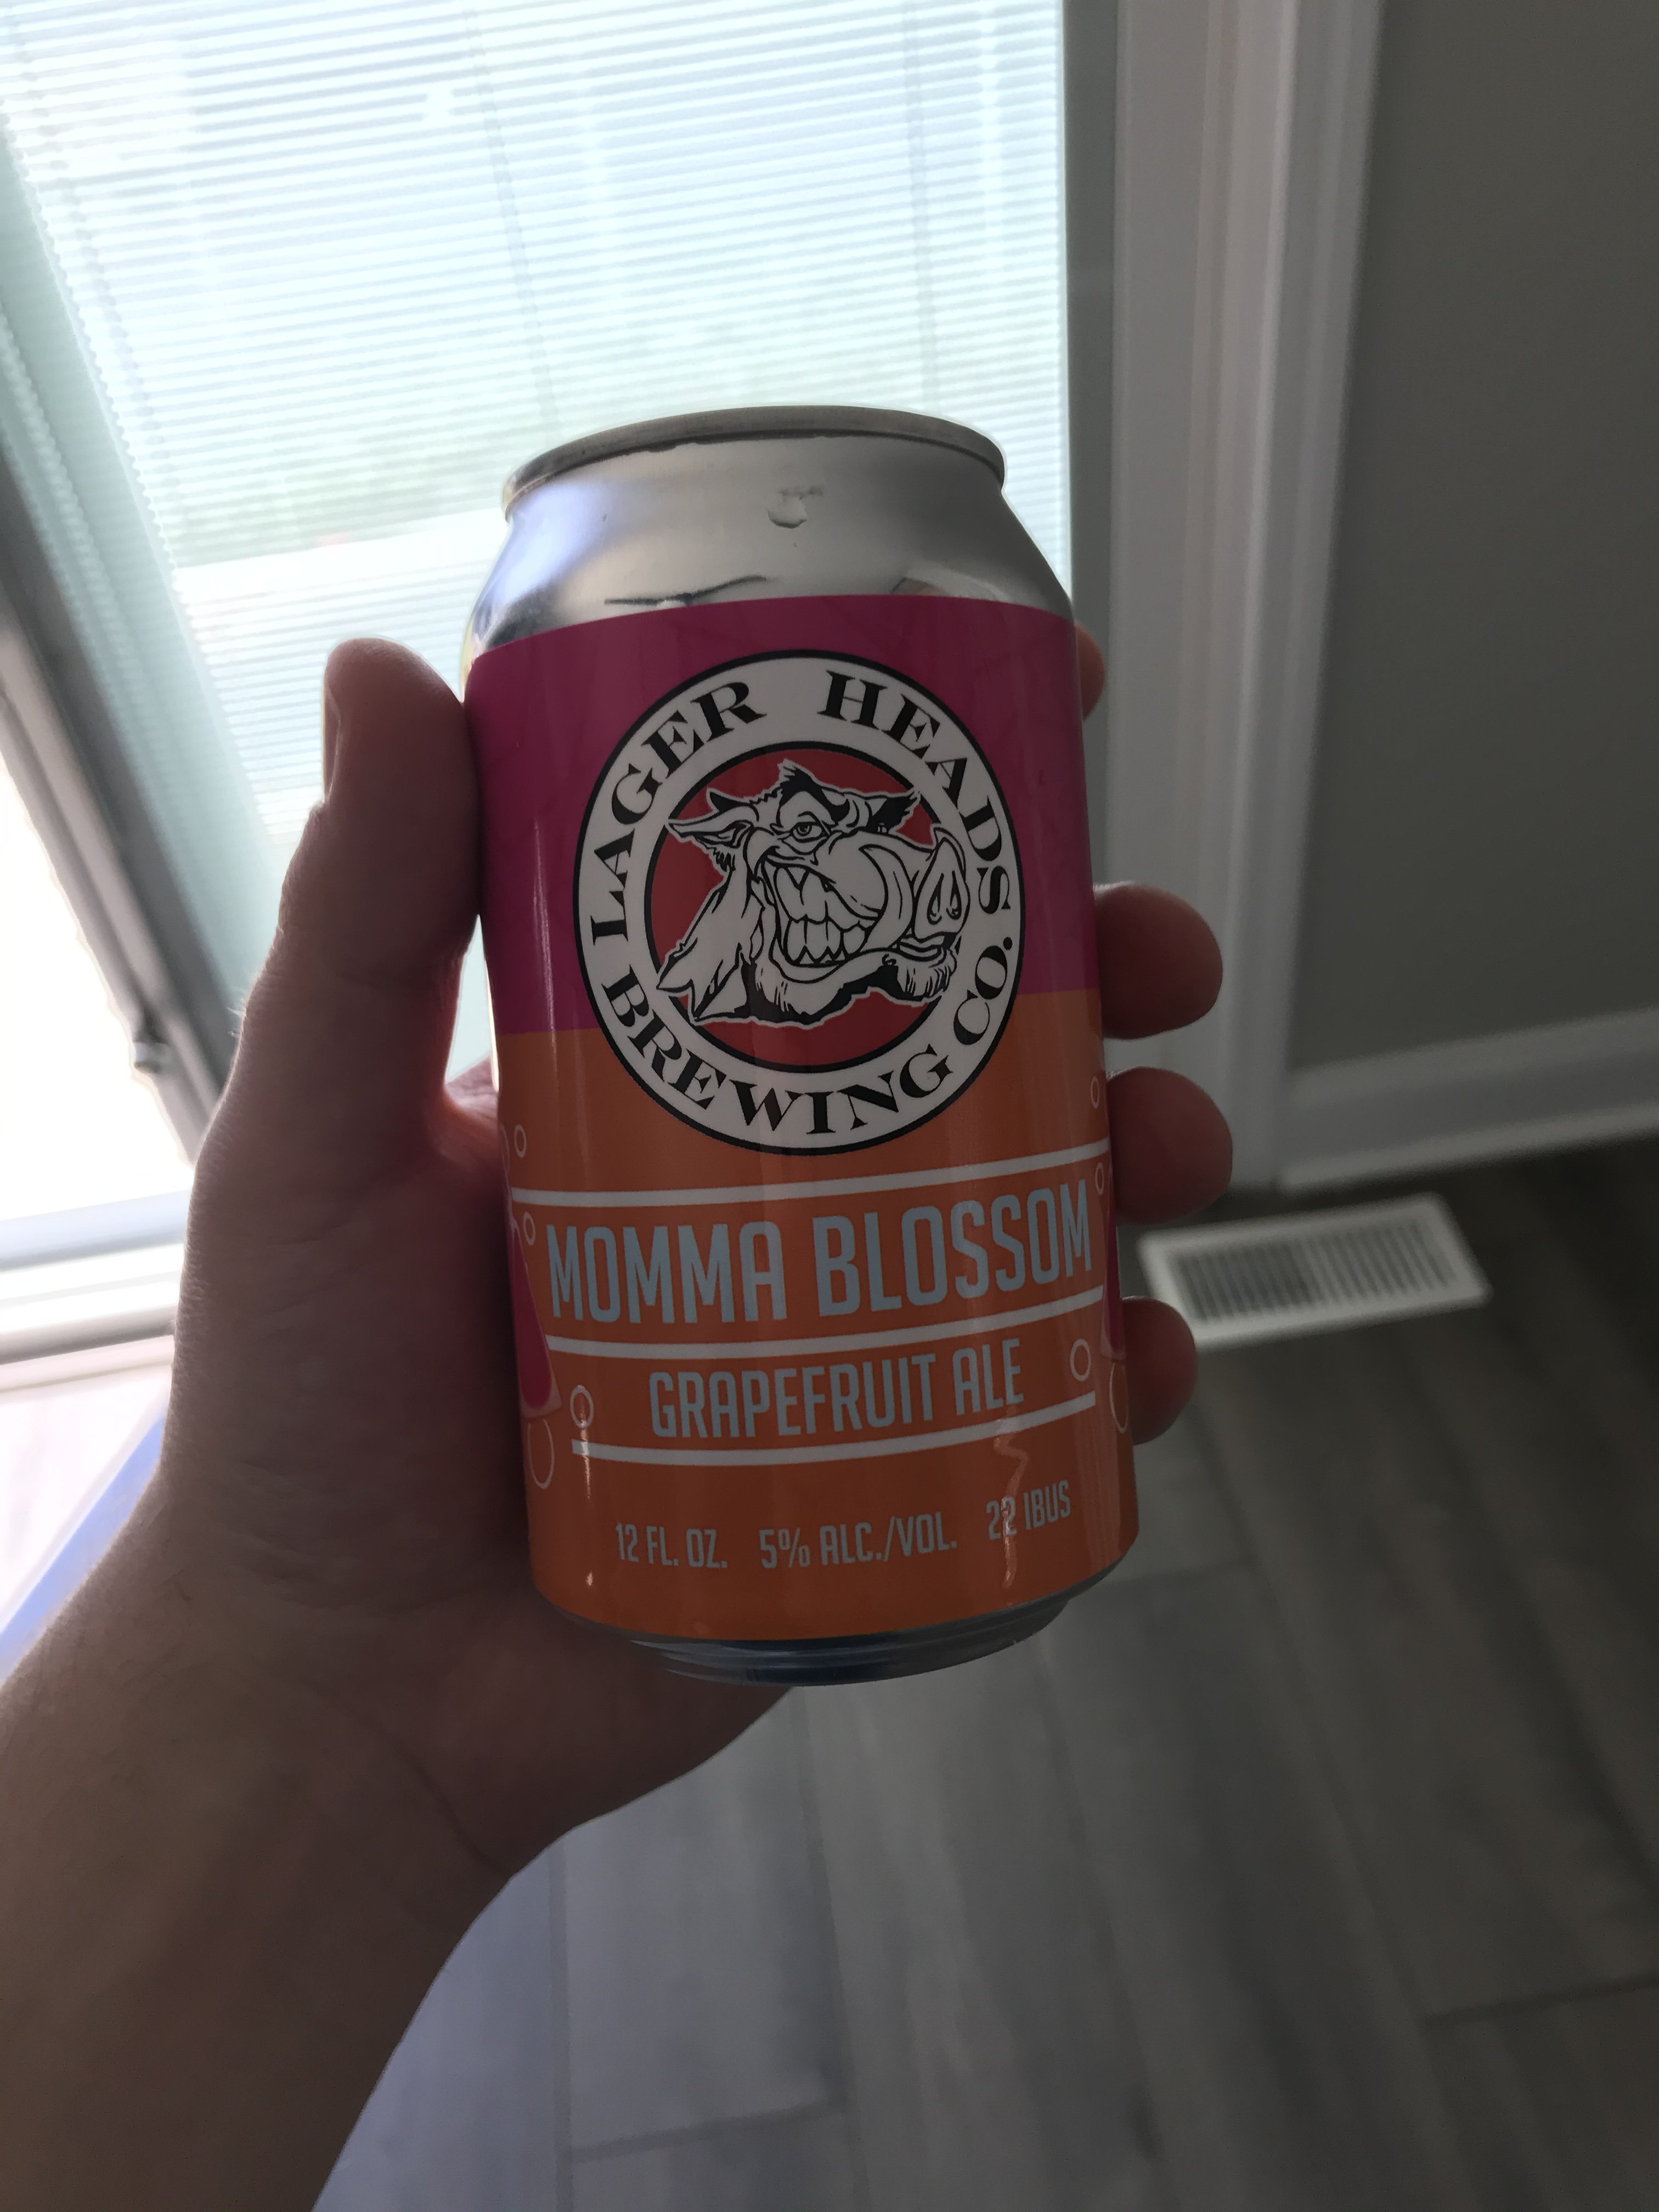 LAGER HEADS
BREWING CO.
MOMMA BLOSSOM
GRAPEFRUIT ALE
12 FL. OZ. 5% ALC./VOL. 22 IBUS